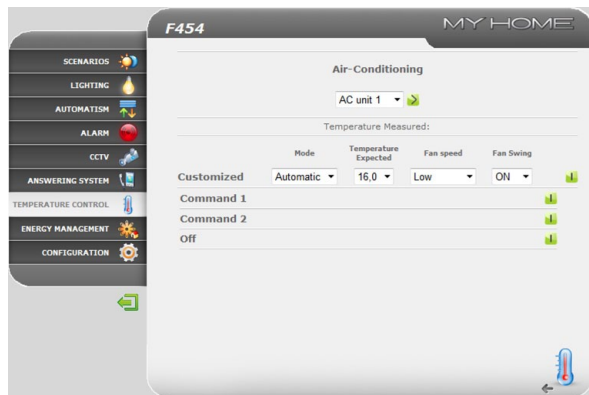 F454
MY HOME
SCENARIOS
LIGHTING
AUTOMATISM
ALARM
CCTV
ANSWERING SYSTEM
TEMPERATURE CONTROL
ENERGY MANAGEMENT
CONFIGURATION
Air-Conditioning
AC unit 1
Temperature Measured:
Mode Temperature Expected Fan speed Fan Swing
Customized Automatic 16,0 Low ON
Command 1
Command 2
Off